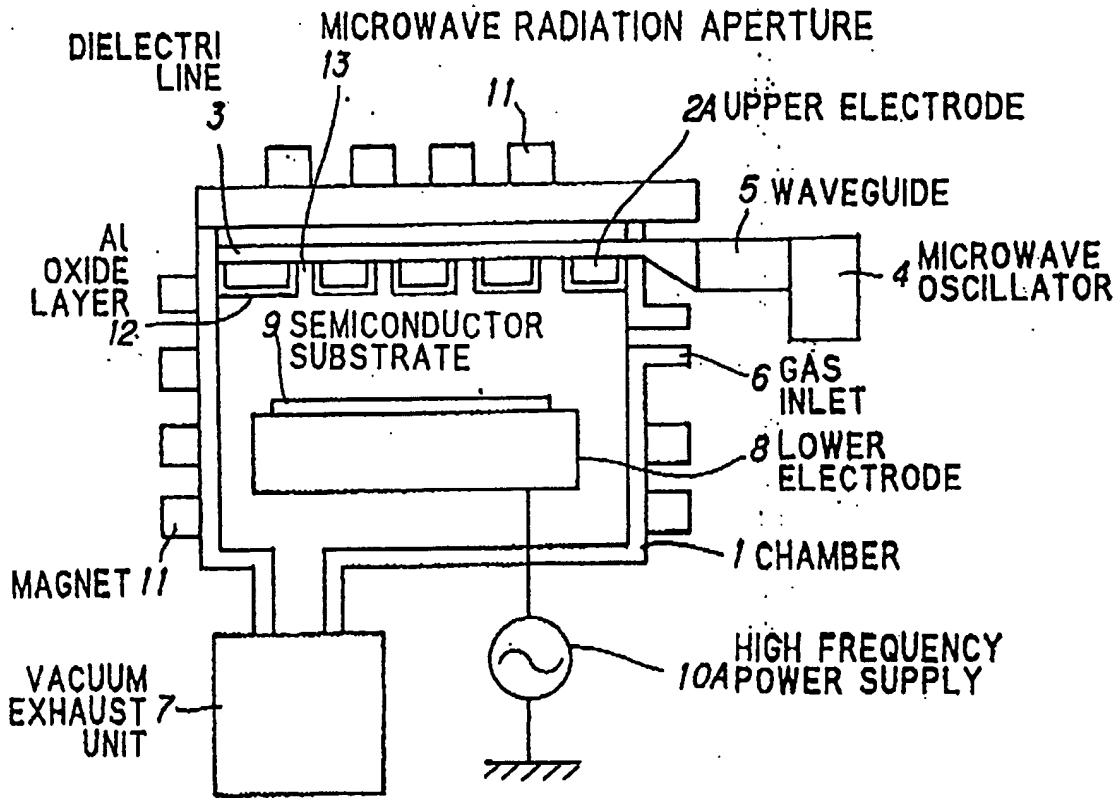 MICROWAVE RADIATION APERTURE
DIELECTRI
LINE
3
13
11
2A UPPER ELECTRODE
5 WAVEGUIDE
Al
OXIDE
LAYER
12
4 MICROWAVE
OSCILLATOR
9 SEMICONDUCTOR
SUBSTRATE
6 GAS
INLET
8 LOWER
ELECTRODE
1 CHAMBER
MAGNET 11
HIGH FREQUENCY
10A POWER SUPPLY
VACUUM
EXHAUST 7
UNIT